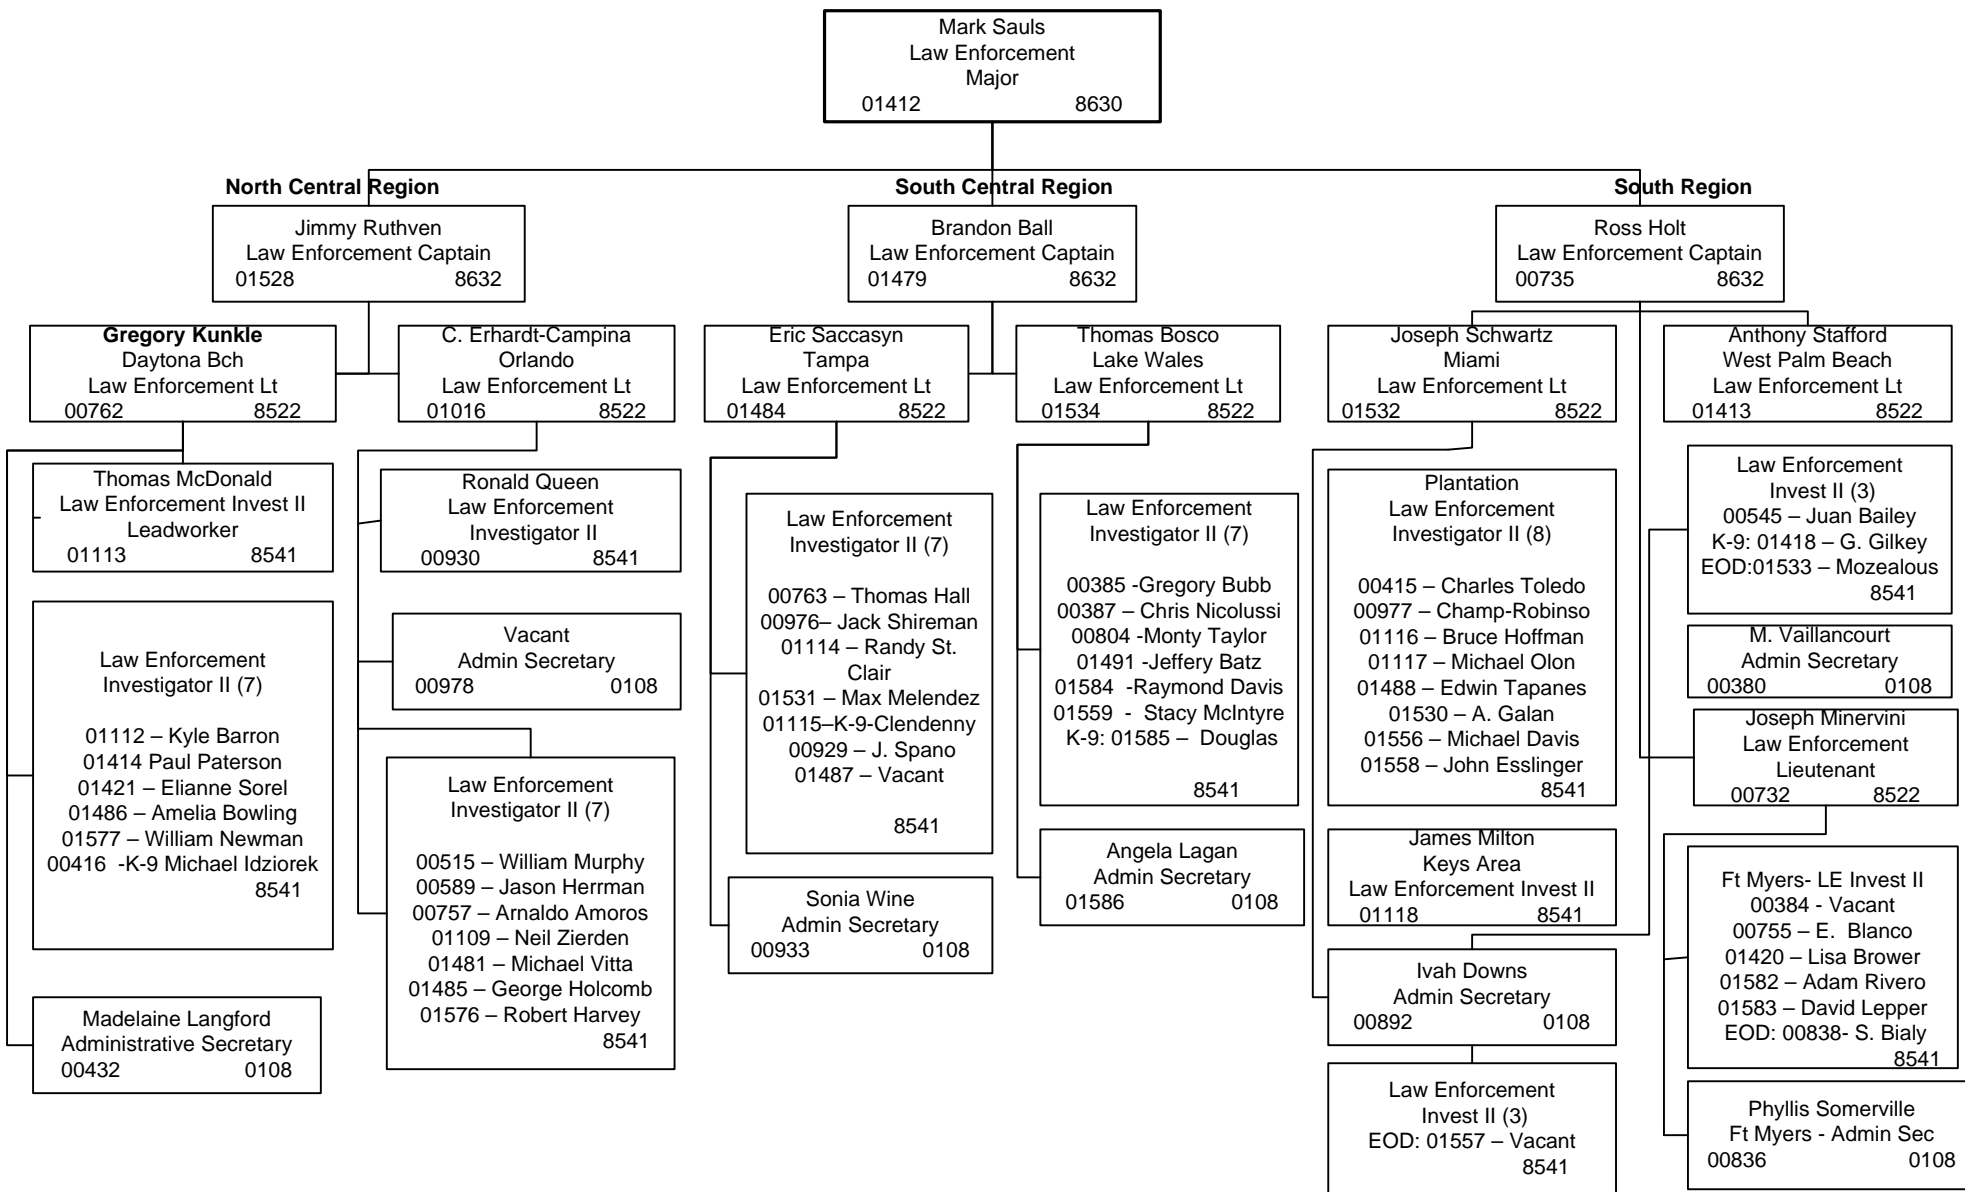 Mark Sauls
Law Enforcement
Major
01412 8630
North Central Region
Jimmy Ruthven
Law Enforcement Captain
01528 8632
Gregory Kunkle
Daytona Bch
Law Enforcement Lt
00762 8522
Thomas McDonald
Law Enforcement Invest II
Leadworker
01113 8541
Law Enforcement
Investigator II (7)
01112 – Kyle Barron
01414 Paul Paterson
01421 – Elianne Sorel
01486 – Amelia Bowling
01577 – William Newman
00416 -K-9 Michael Idziorek
8541
Madelaine Langford
Administrative Secretary
00432 0108
C. Erhardt-Campina
Orlando
Law Enforcement Lt
01016 8522
Ronald Queen
Law Enforcement
Investigator II
00930 8541
Vacant
Admin Secretary
00978 0108
Law Enforcement
Investigator II (7)
00515 – William Murphy
00589 – Jason Herrman
00757 – Arnaldo Amoros
01109 – Neil Zierden
01481 – Michael Vitta
01485 – George Holcomb
01576 – Robert Harvey
8541
South Central Region
Brandon Ball
Law Enforcement Captain
01479 8632
Eric Saccasyn
Tampa
Law Enforcement Lt
01484 8522
Law Enforcement
Investigator II (7)
00763 – Thomas Hall
00976– Jack Shireman
01114 – Randy St.
Clair
01531 – Max Melendez
01115–K-9-Clendenny
00929 – J. Spano
01487 – Vacant
8541
Sonia Wine
Admin Secretary
00933 0108
Thomas Bosco
Lake Wales
Law Enforcement Lt
01534 8522
Law Enforcement
Investigator II (7)
00385 -Gregory Bubb
00387 – Chris Nicolussi
00804 -Monty Taylor
01491 -Jeffery Batz
01584 -Raymond Davis
01559 - Stacy McIntyre
K-9: 01585 – Douglas
8541
Angela Lagan
Admin Secretary
01586 0108
South Region
Ross Holt
Law Enforcement Captain
00735 8632
Joseph Schwartz
Miami
Law Enforcement Lt
01532 8522
Plantation
Law Enforcement
Investigator II (8)
00415 – Charles Toledo
00977 – Champ-Robinso
01116 – Bruce Hoffman
01117 – Michael Olon
01488 – Edwin Tapanes
01530 – A. Galan
01556 – Michael Davis
01558 – John Esslinger
8541
James Milton
Keys Area
Law Enforcement Invest II
01118 8541
Ivah Downs
Admin Secretary
00892 0108
Law Enforcement
Invest II (3)
EOD: 01557 – Vacant
8541
Anthony Stafford
West Palm Beach
Law Enforcement Lt
01413 8522
Law Enforcement
Invest II (3)
00545 – Juan Bailey
K-9: 01418 – G. Gilkey
EOD:01533 – Mozealous
8541
M. Vaillancourt
Admin Secretary
00380 0108
Joseph Minervini
Law Enforcement
Lieutenant
00732 8522
Ft Myers- LE Invest II
00384 - Vacant
00755 – E. Blanco
01420 – Lisa Brower
01582 – Adam Rivero
01583 – David Lepper
EOD: 00838- S. Bialy
8541
Phyllis Somerville
Ft Myers - Admin Sec
00836 0108